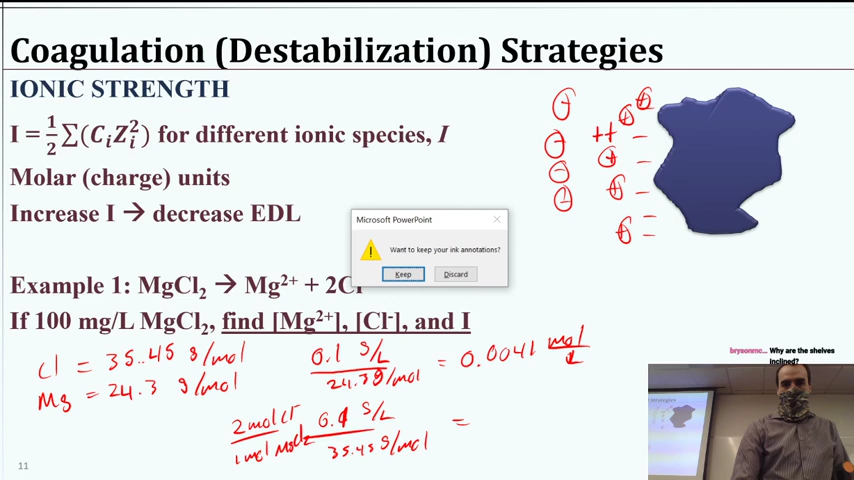 Coagulation (Destabilization) Strategies
IONIC STRENGTH
I = 1/2 ∑(CᵢZᵢ²) for different ionic species, I
Molar (charge) units
Increase I → decrease EDL
Microsoft PowerPoint
Want to keep your ink annotations?
Keep Discard
Example 1: MgCl₂ → Mg²⁺ + 2Cl
If 100 mg/L MgCl₂, find [Mg²⁺], [Cl⁻], and I
Cl = 35.45 g/mol
Mg = 24.3 g/mol
0.1 g/L / 24.3 g/mol = 0.0041 mol/L
2 mol Cl⁻ / 1 mol MgCl₂ 0.1 g/L / 35.45 g/mol =
brysonmc... Why are the shelves
inclined?
11